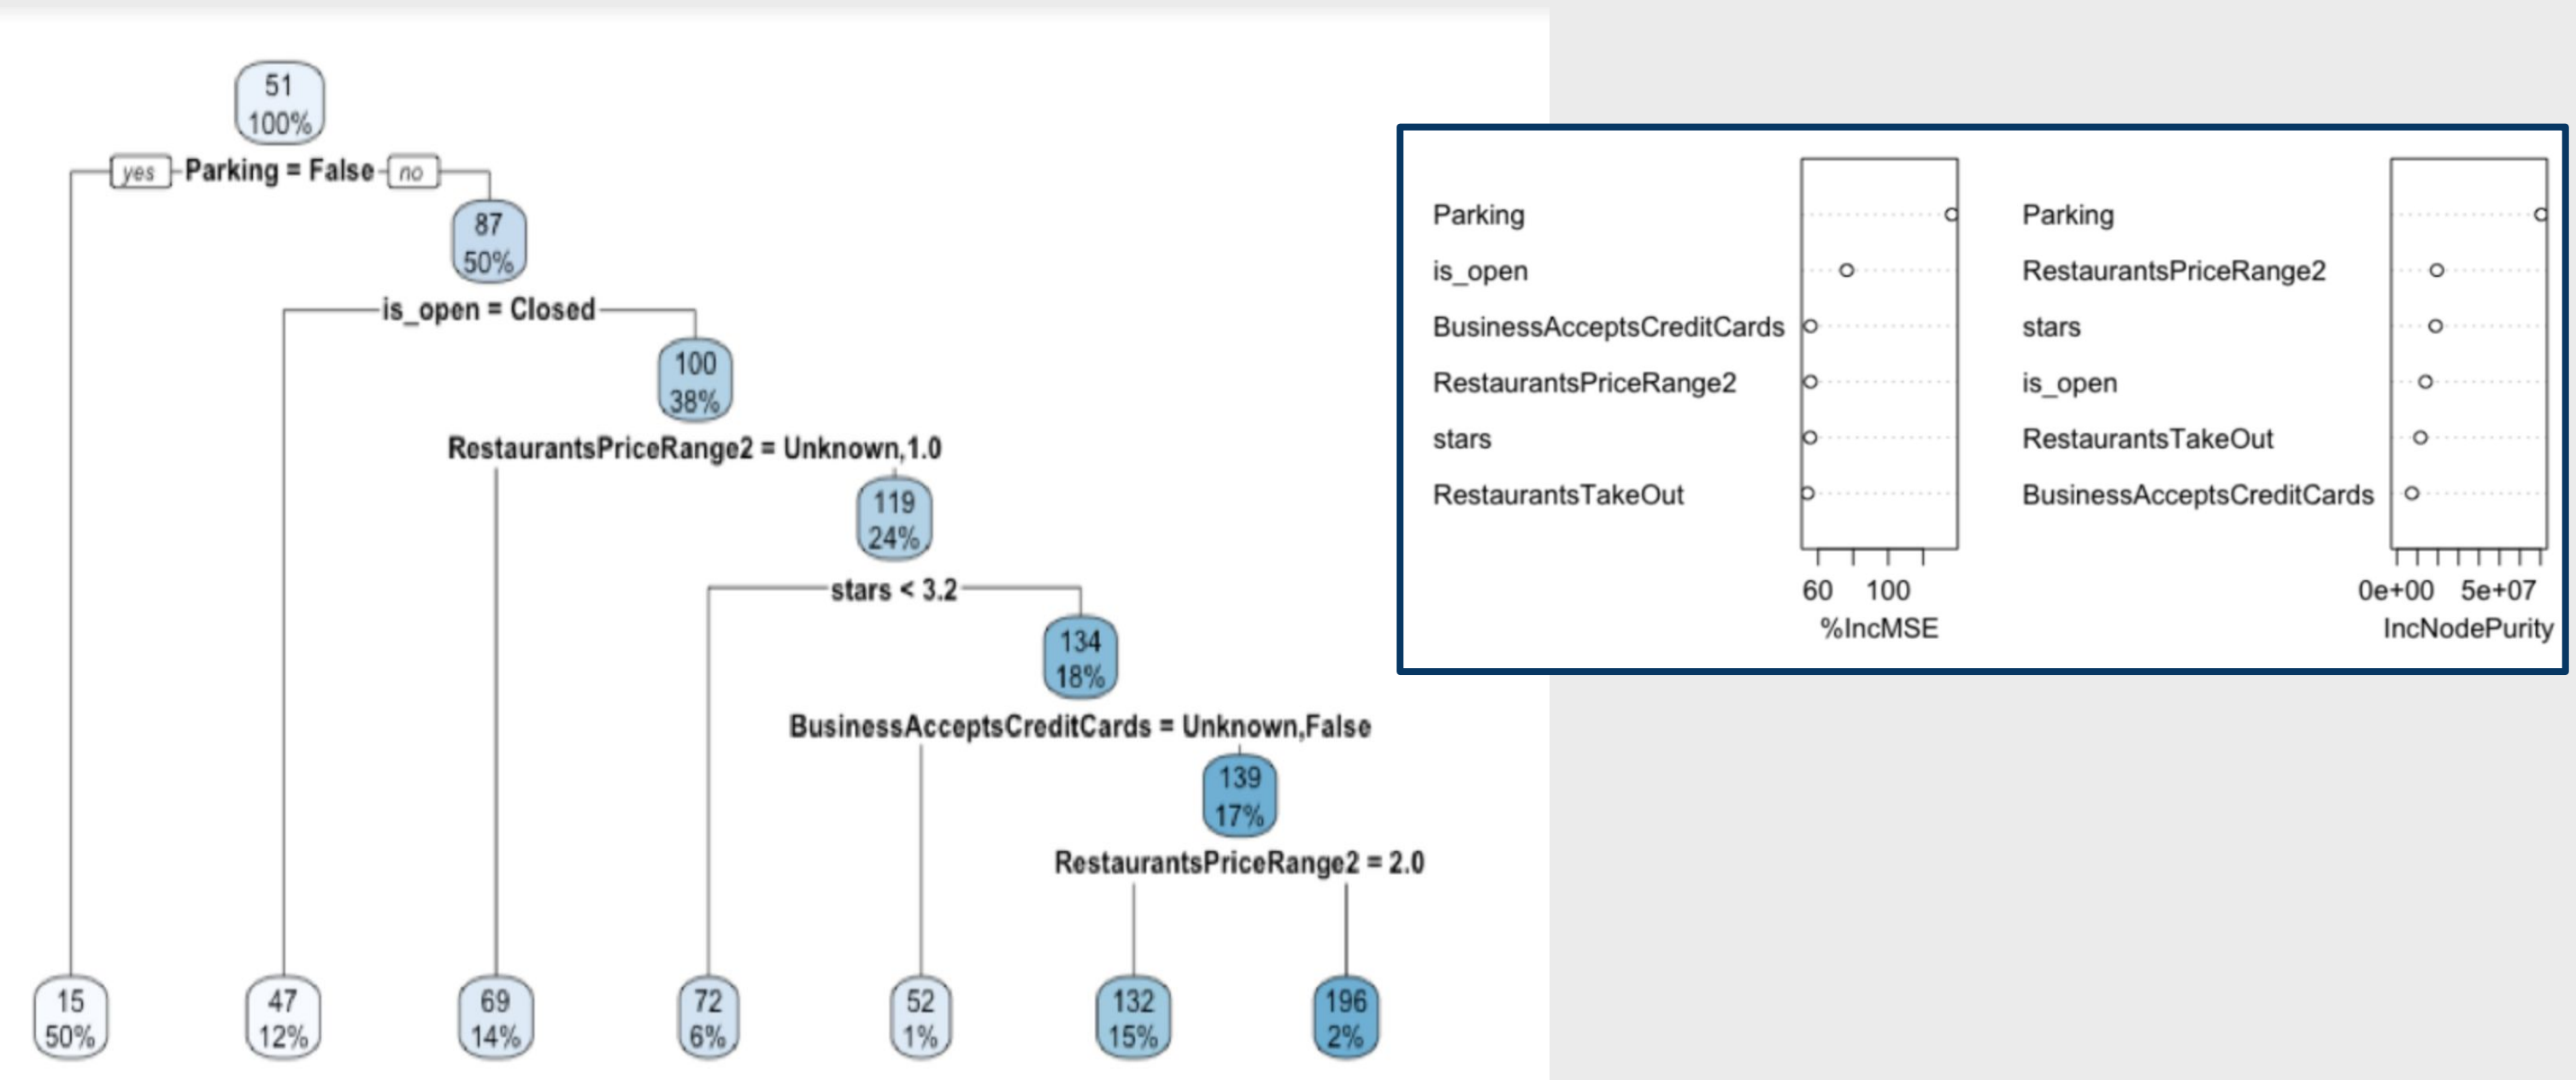 51
100%
yes Parking = False no
87
50%
is_open = Closed
100
38%
RestaurantsPriceRange2 = Unknown,1.0
119
24%
stars < 3.2
134
18%
BusinessAcceptsCreditCards = Unknown,False
139
17%
RestaurantsPriceRange2 = 2.0
15 47 69 72 52 132 196
50% 12% 14% 6% 1% 15% 2%
Parking
is_open
BusinessAcceptsCreditCards
RestaurantsPriceRange2
stars
RestaurantsTakeOut
60 100
%IncMSE
Parking
RestaurantsPriceRange2
stars
is_open
RestaurantsTakeOut
BusinessAcceptsCreditCards
0e+00 5e+07
IncNodePurity